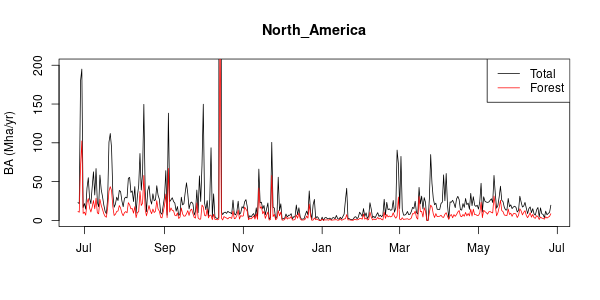 North_America
BA (Mha/yr)
200
150
100
50
0
Total
Forest
Jul Sep Nov Jan Mar May Jul